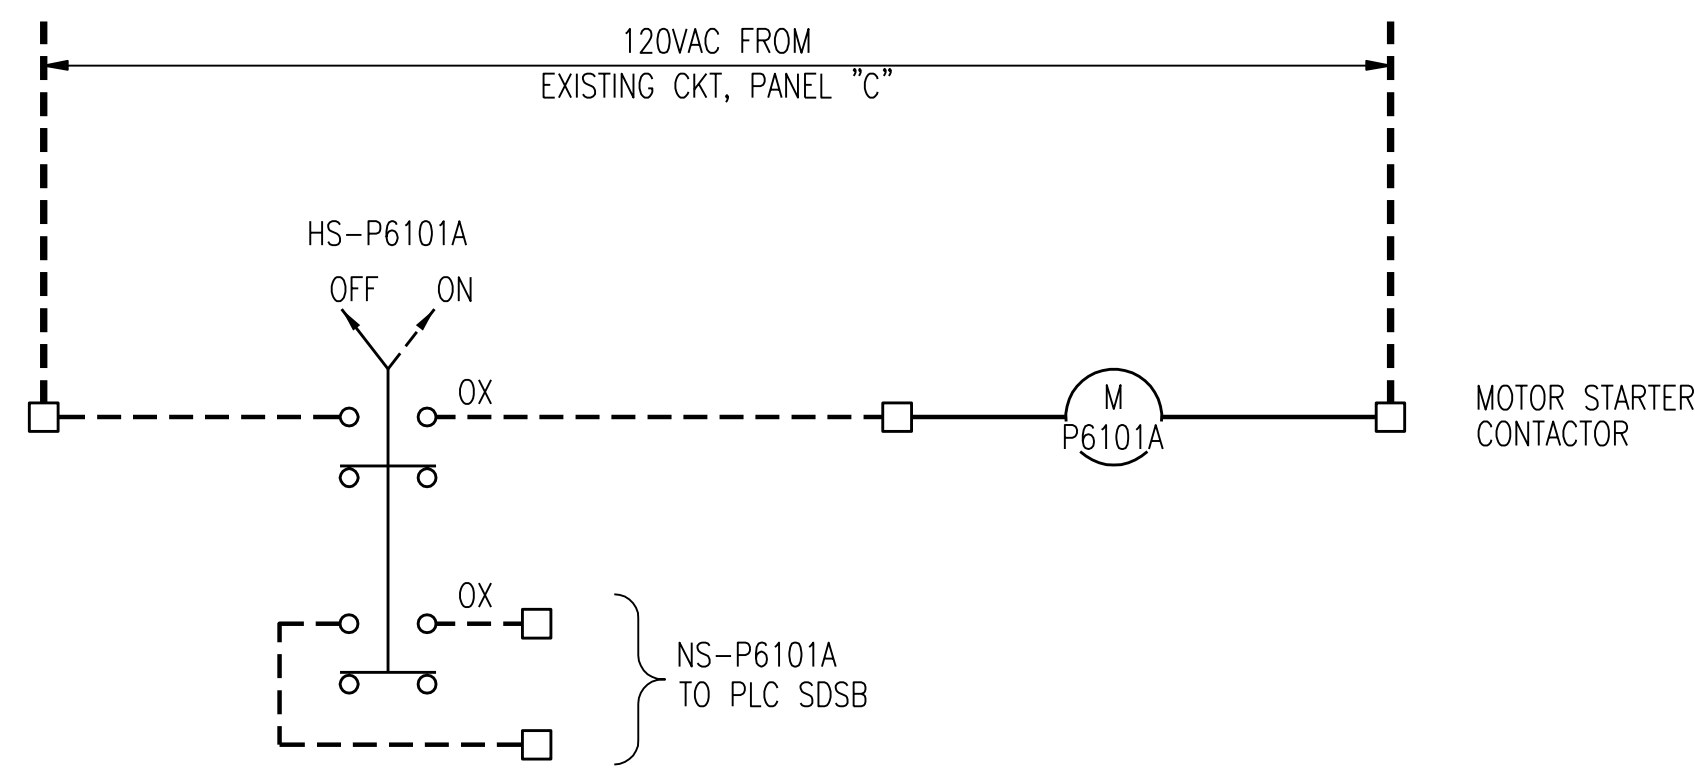 120VAC FROM
EXISTING CKT, PANEL "C"
HS-P6101A
OFF ON
OX
M
P6101A
MOTOR STARTER
CONTACTOR
OX
NS-P6101A
TO PLC SDSB